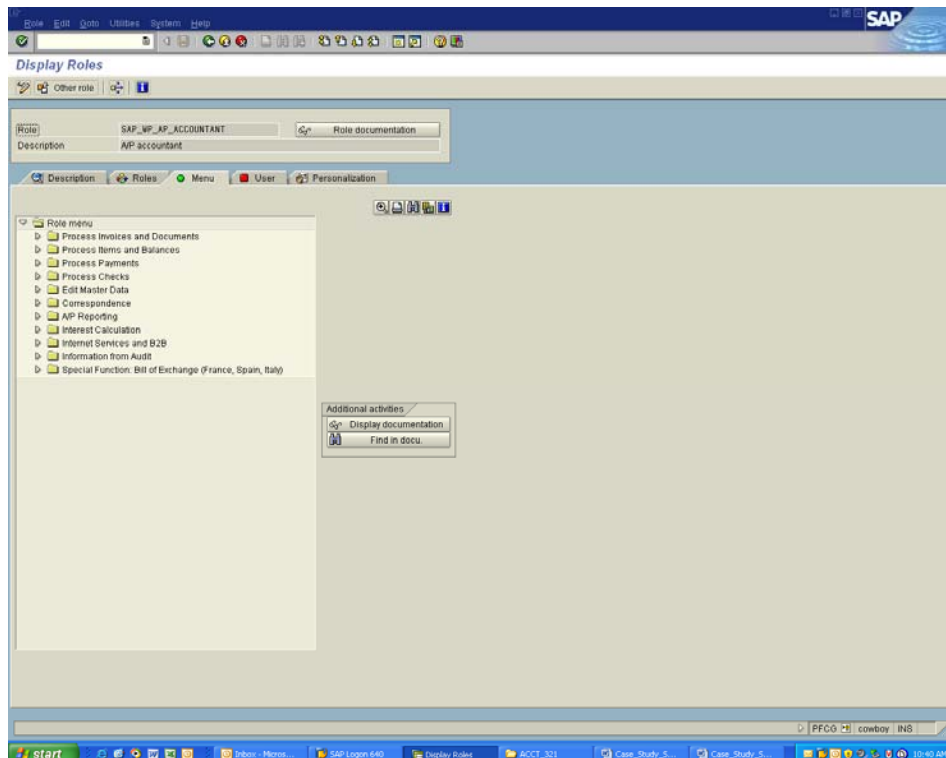 Role Edit Goto Utilities System Help
SAP
Display Roles
Other role
Role SAP_WP_AP_ACCOUNTANT Role documentation
Description A/P accountant
Description Roles Menu User Personalization
Role menu
Process Invoices and Documents
Process Items and Balances
Process Payments
Process Checks
Edit Master Data
Correspondence
A/P Reporting
Interest Calculation
Internet Services and B2B
Information from Audit
Special Function: Bill of Exchange (France, Spain, Italy)
Additional activities
Display documentation
Find in docu.
PFCG cowboy INS
start Inbox - Micros... SAP Logon 640 Display Roles ACCT_321 Case_Study_S... Case_Study_S... 10:40 AM